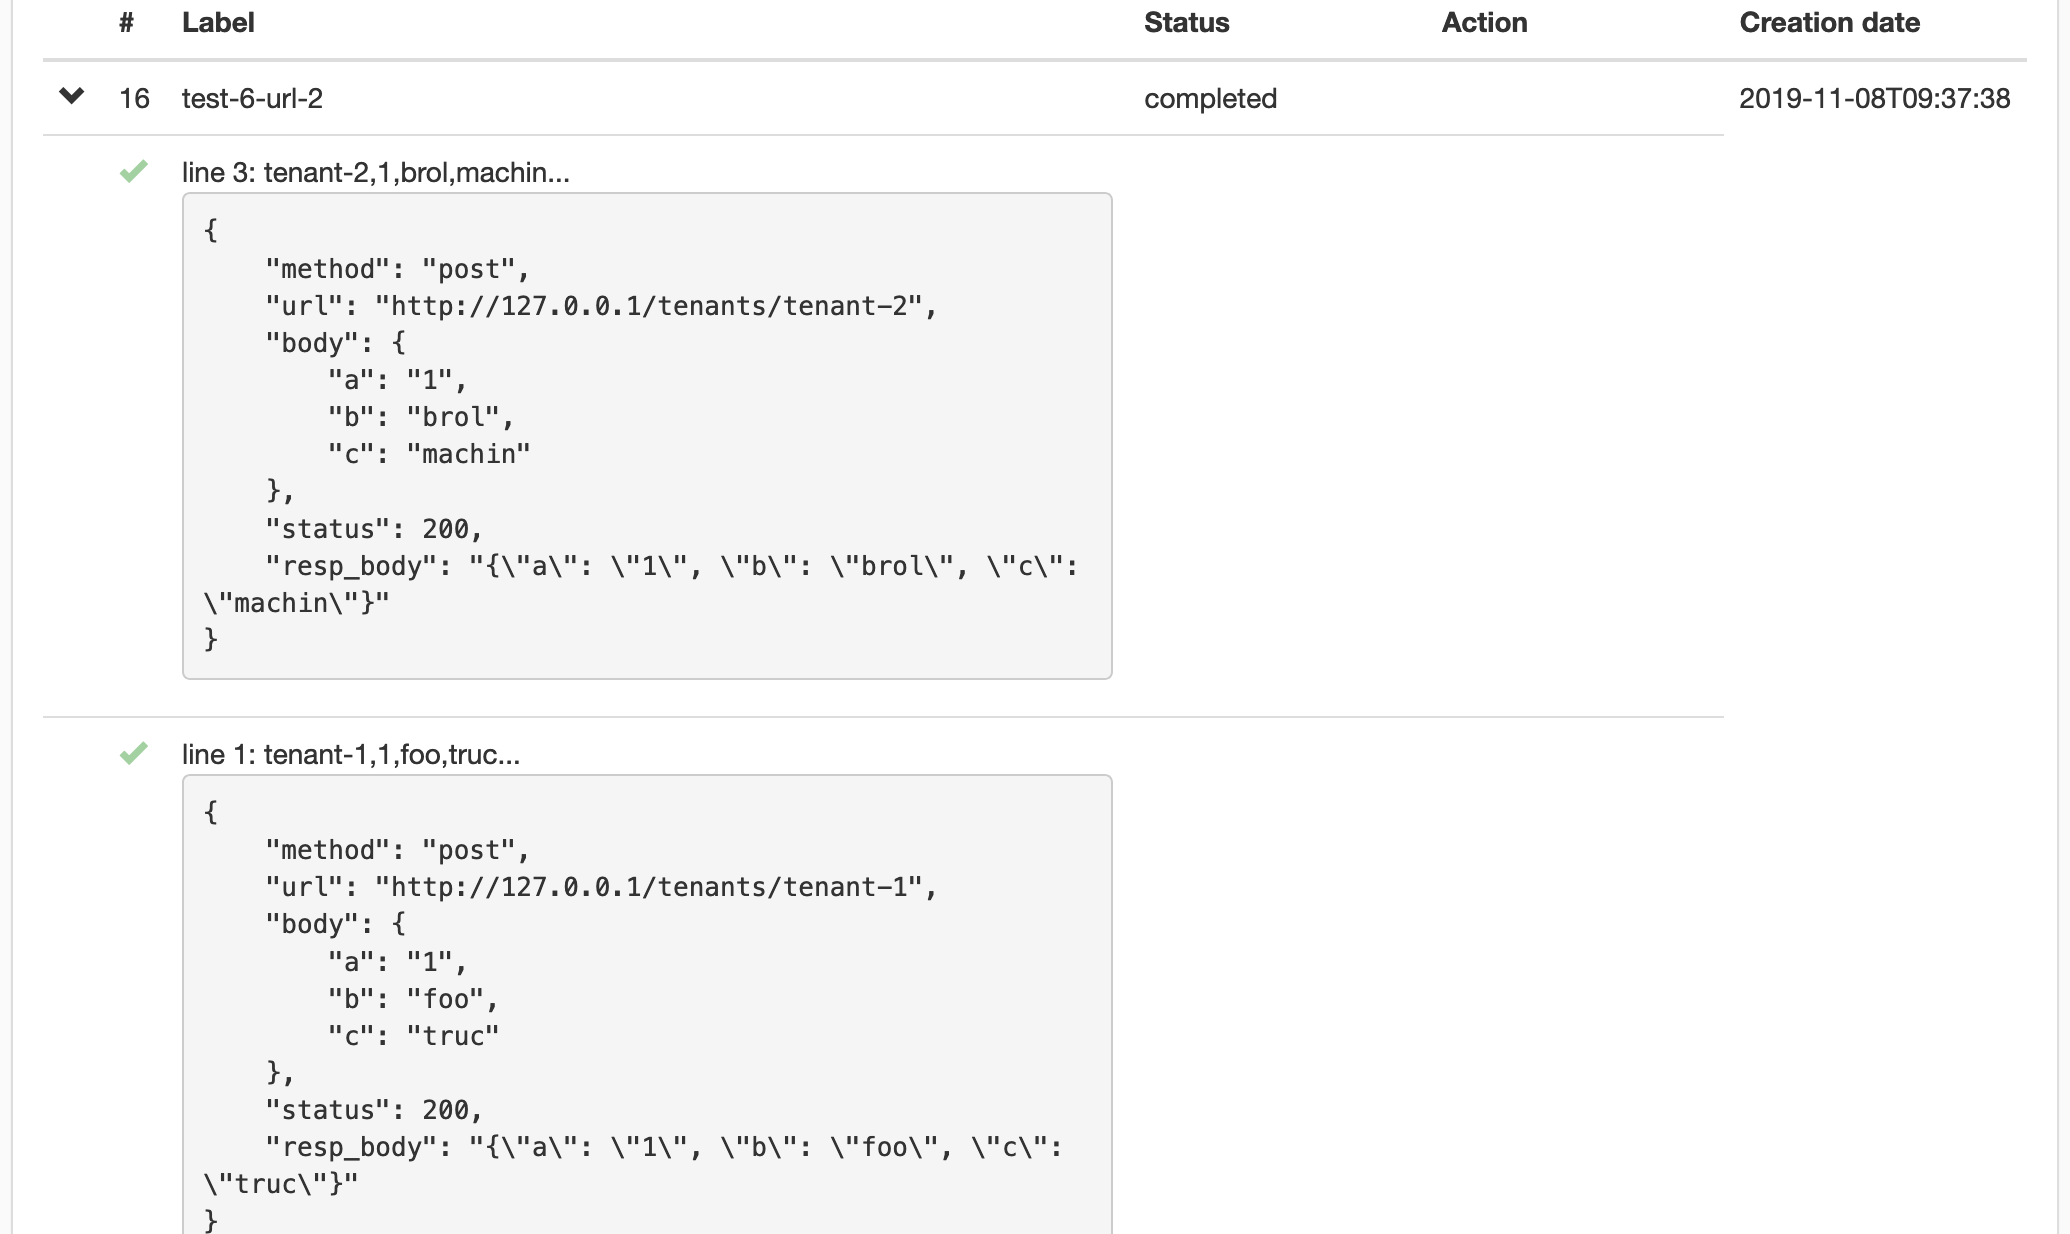 # Label Status Action Creation date
16 test-6-url-2 completed 2019-11-08T09:37:38
line 3: tenant-2,1,brol,machin...
{
    "method": "post",
    "url": "http://127.0.0.1/tenants/tenant-2",
    "body": {
        "a": "1",
        "b": "brol",
        "c": "machin"
    },
    "status": 200,
    "resp_body": "{\"a\": \"1\", \"b\": \"brol\", \"c\":
\"machin\"}"
}
line 1: tenant-1,1,foo,truc...
{
    "method": "post",
    "url": "http://127.0.0.1/tenants/tenant-1",
    "body": {
        "a": "1",
        "b": "foo",
        "c": "truc"
    },
    "status": 200,
    "resp_body": "{\"a\": \"1\", \"b\": \"foo\", \"c\":
\"truc\"}"
}